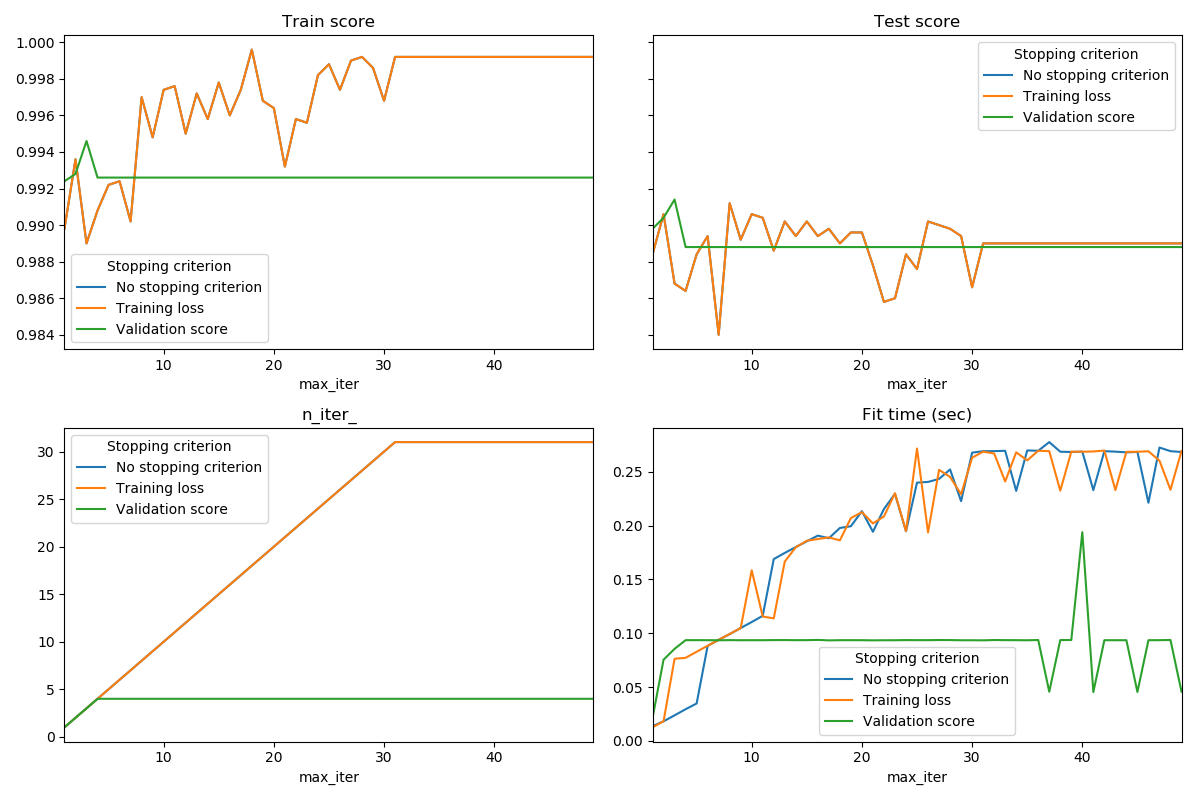 Train score
1.000
0.998
0.996
0.994
0.992
0.990
0.988
0.986
0.984
Stopping criterion
No stopping criterion
Training loss
Validation score
10 20 30 40
max_iter
Test score
Stopping criterion
No stopping criterion
Training loss
Validation score
10 20 30 40
max_iter
n_iter_
30
25
20
15
10
5
0
Stopping criterion
No stopping criterion
Training loss
Validation score
10 20 30 40
max_iter
Fit time (sec)
0.25
0.20
0.15
0.10
0.05
0.00
Stopping criterion
No stopping criterion
Training loss
Validation score
10 20 30 40
max_iter